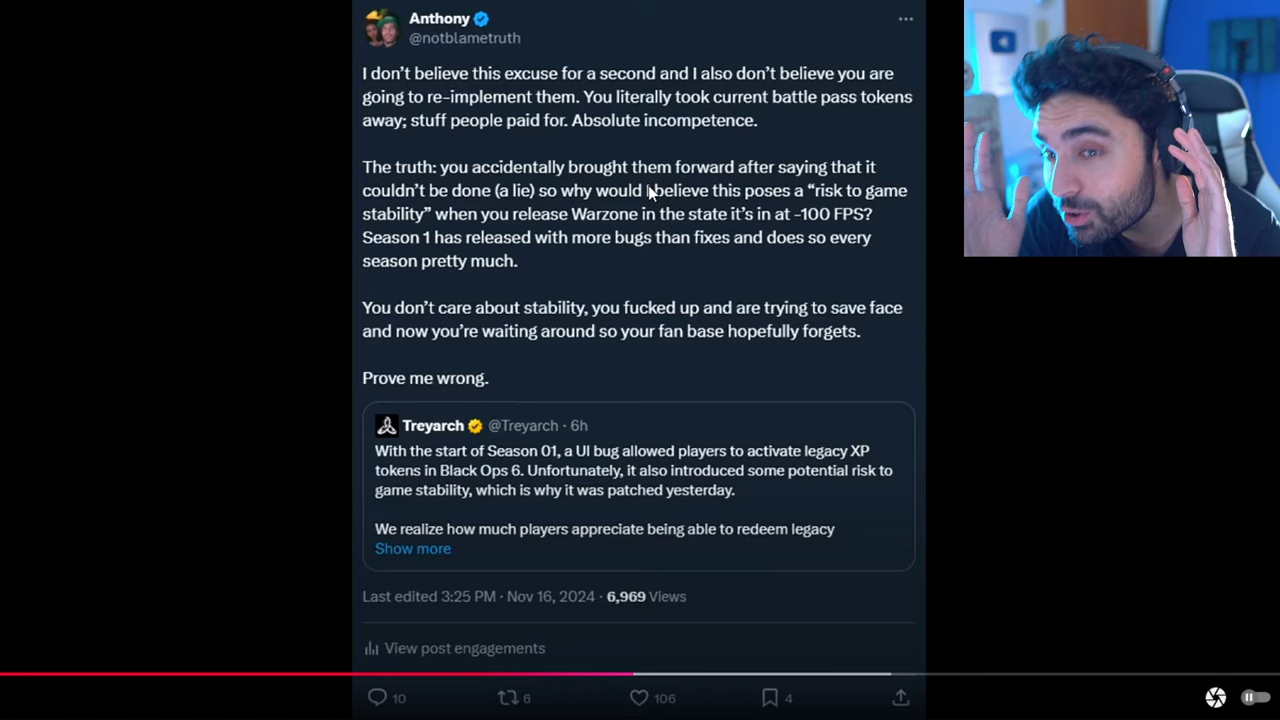 Anthony
@notblametruth
I don't believe this excuse for a second and I also don't believe you are
going to re-implement them. You literally took current battle pass tokens
away; stuff people paid for. Absolute incompetence.
The truth: you accidentally brought them forward after saying that it
couldn't be done (a lie) so why would I believe this poses a “risk to game
stability” when you release Warzone in the state it's in at -100 FPS?
Season 1 has released with more bugs than fixes and does so every
season pretty much.
You don't care about stability, you fucked up and are trying to save face
and now you're waiting around so your fan base hopefully forgets.
Prove me wrong.
Treyarch @Treyarch · 6h
With the start of Season 01, a UI bug allowed players to activate legacy XP
tokens in Black Ops 6. Unfortunately, it also introduced some potential risk to
game stability, which is why it was patched yesterday.
We realize how much players appreciate being able to redeem legacy
Show more
Last edited 3:25 PM · Nov 16, 2024 · 6,969 Views
View post engagements
10 6 106 4